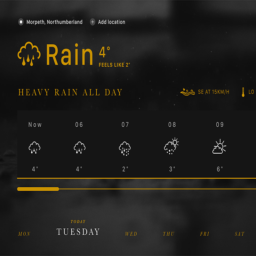 Morpeth, Northumberland Add location
Rain 4°
FEELS LIKE 2°
HEAVY RAIN ALL DAY
SE AT 15KM/H
LO
Now 06 07 08 09
4° 4° 2° 3° 6°
TODAY
MON TUESDAY WED THU FRI SAT